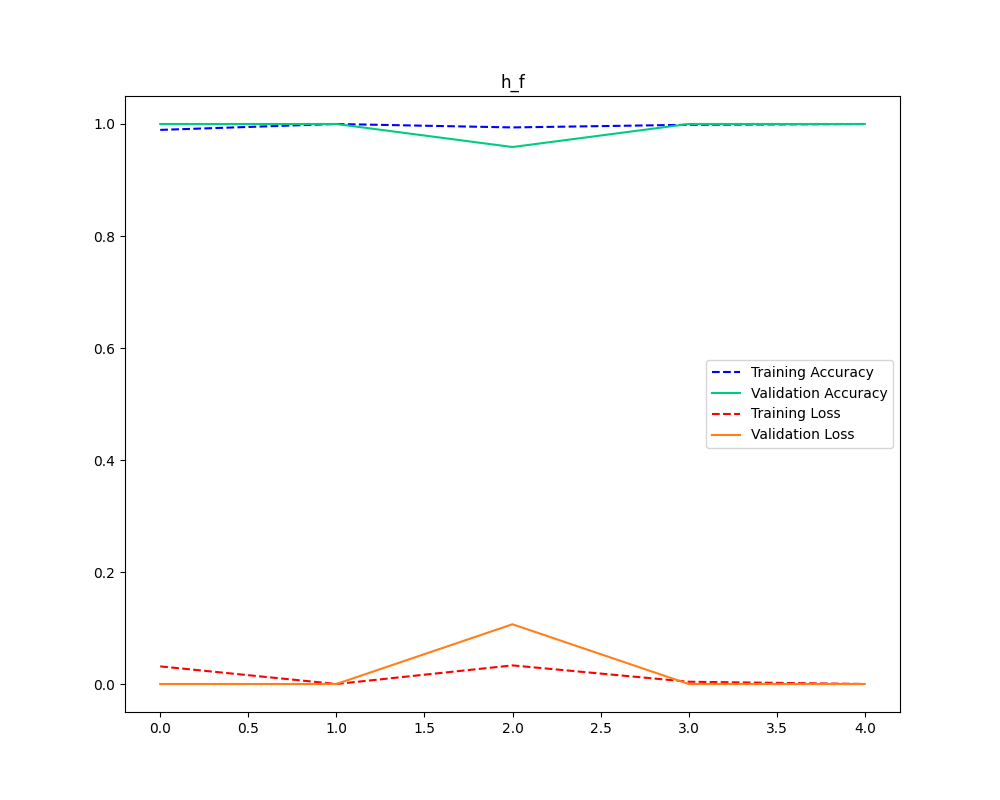 h_f
1.0
0.8
0.6
0.4
0.2
0.0
Training Accuracy
Validation Accuracy
Training Loss
Validation Loss
0.0 0.5 1.0 1.5 2.0 2.5 3.0 3.5 4.0